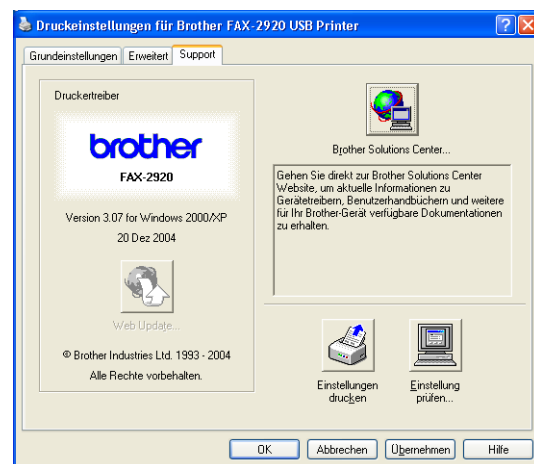 Druckeinstellungen für Brother FAX-2920 USB Printer
Grundeinstellungen Erweitert Support
Druckertreiber
brother
FAX-2920
Version 3.07 for Windows 2000/XP
20 Dez 2004
Web Update...
© Brother Industries Ltd. 1993 - 2004
Alle Rechte vorbehalten.
Brother Solutions Center...
Gehen Sie direkt zur Brother Solutions Center
Website, um aktuelle Informationen zu
Gerätetreibern, Benutzerhandbüchern und weitere
für Ihr Brother-Gerät verfügbare Dokumentationen
zu erhalten.
Einstellungen
drucken
Einstellung
prüfen...
OK Abbrechen Übernehmen Hilfe